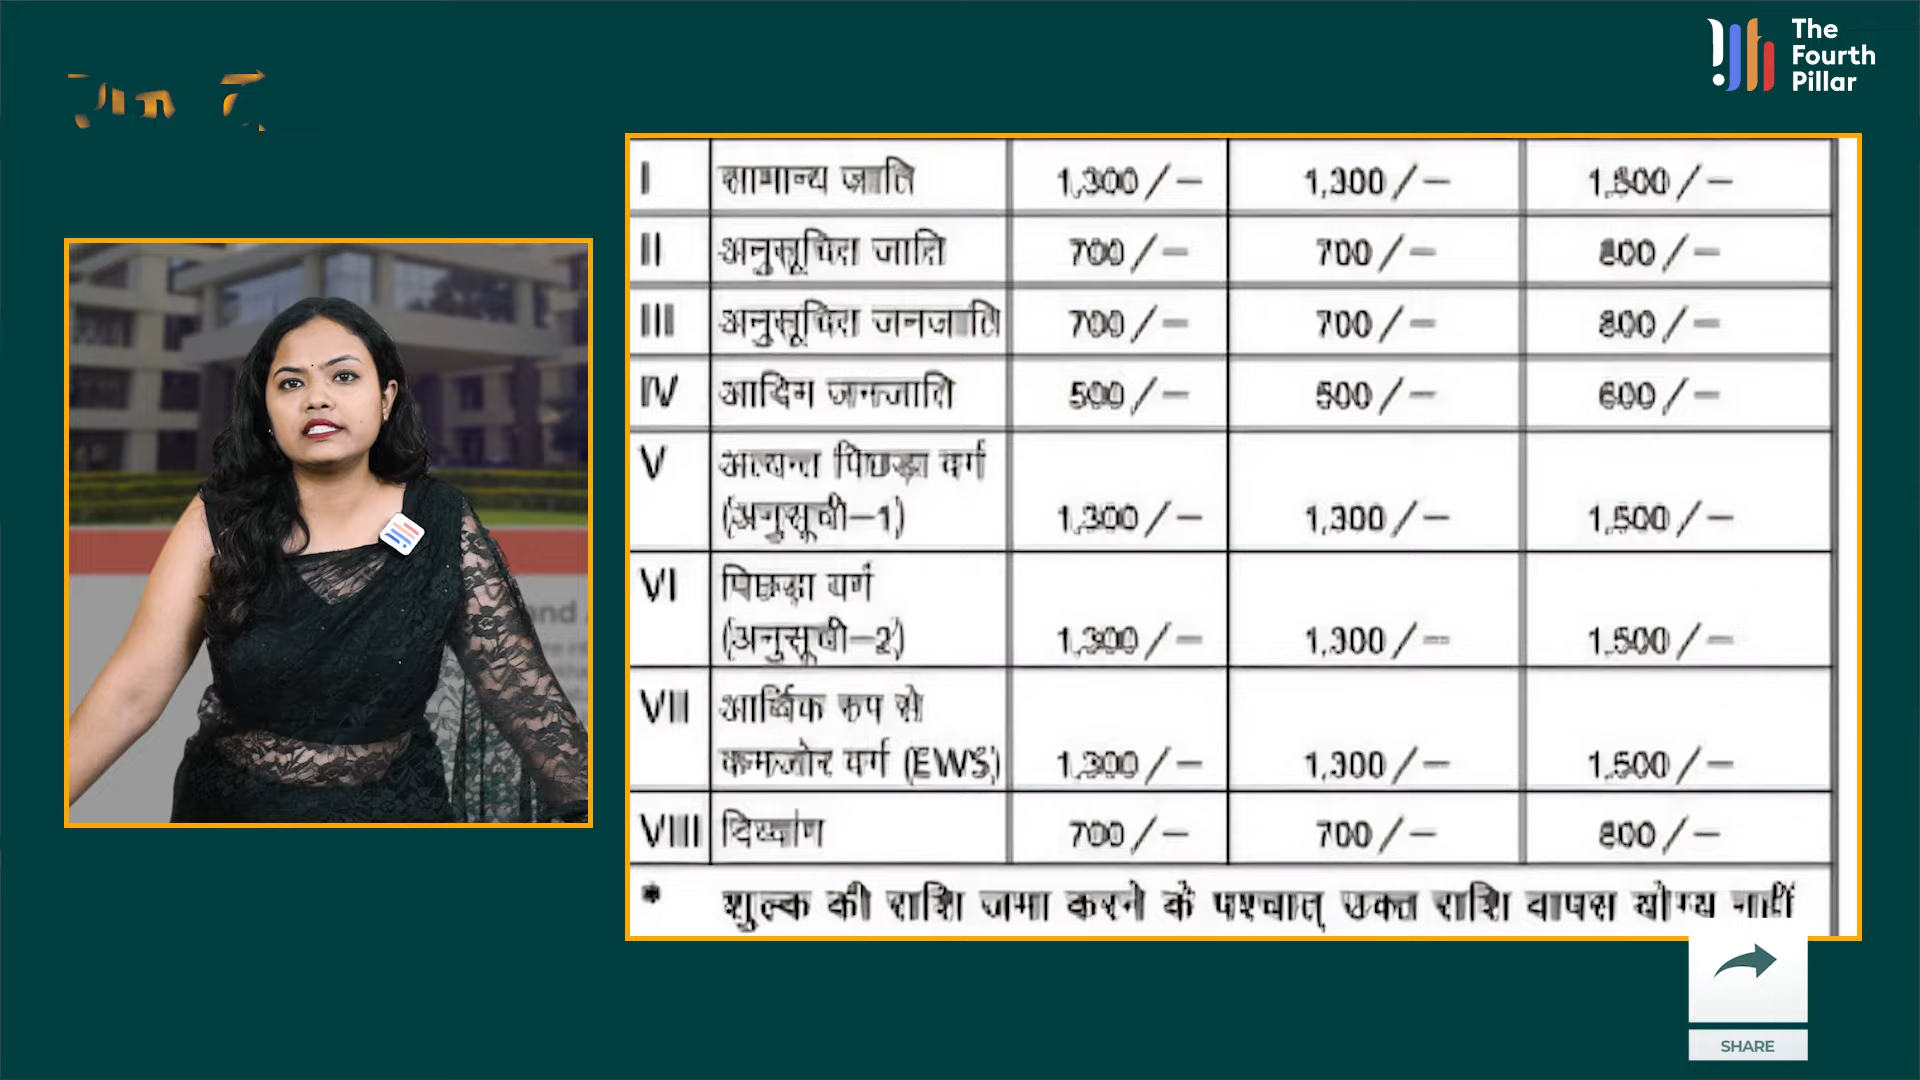 The
Fourth
Pillar
I सामान्य जाति 1,300/— 1,300/— 1,500/—
II अनुसूचित जाति 700/— 700/— 800/—
III अनुसूचित जनजाति 700/— 700/— 800/—
IV आदिम जनजाति 500/— 500/— 600/—
V अत्यन्त पिछड़ा वर्ग
(अनुसूची—1) 1,300/— 1,300/— 1,500/—
VI पिछड़ा वर्ग
(अनुसूची—2) 1,300/— 1,300/— 1,500/—
VII आर्थिक रुप से
कमजोर वर्ग (EWS) 1,300/— 1,300/— 1,500/—
VIII दिव्यांग 700/— 700/— 800/—
* शुल्क की राशि जमा करने के पश्चात् उक्त राशि वापस योग्य नहीं
SHARE